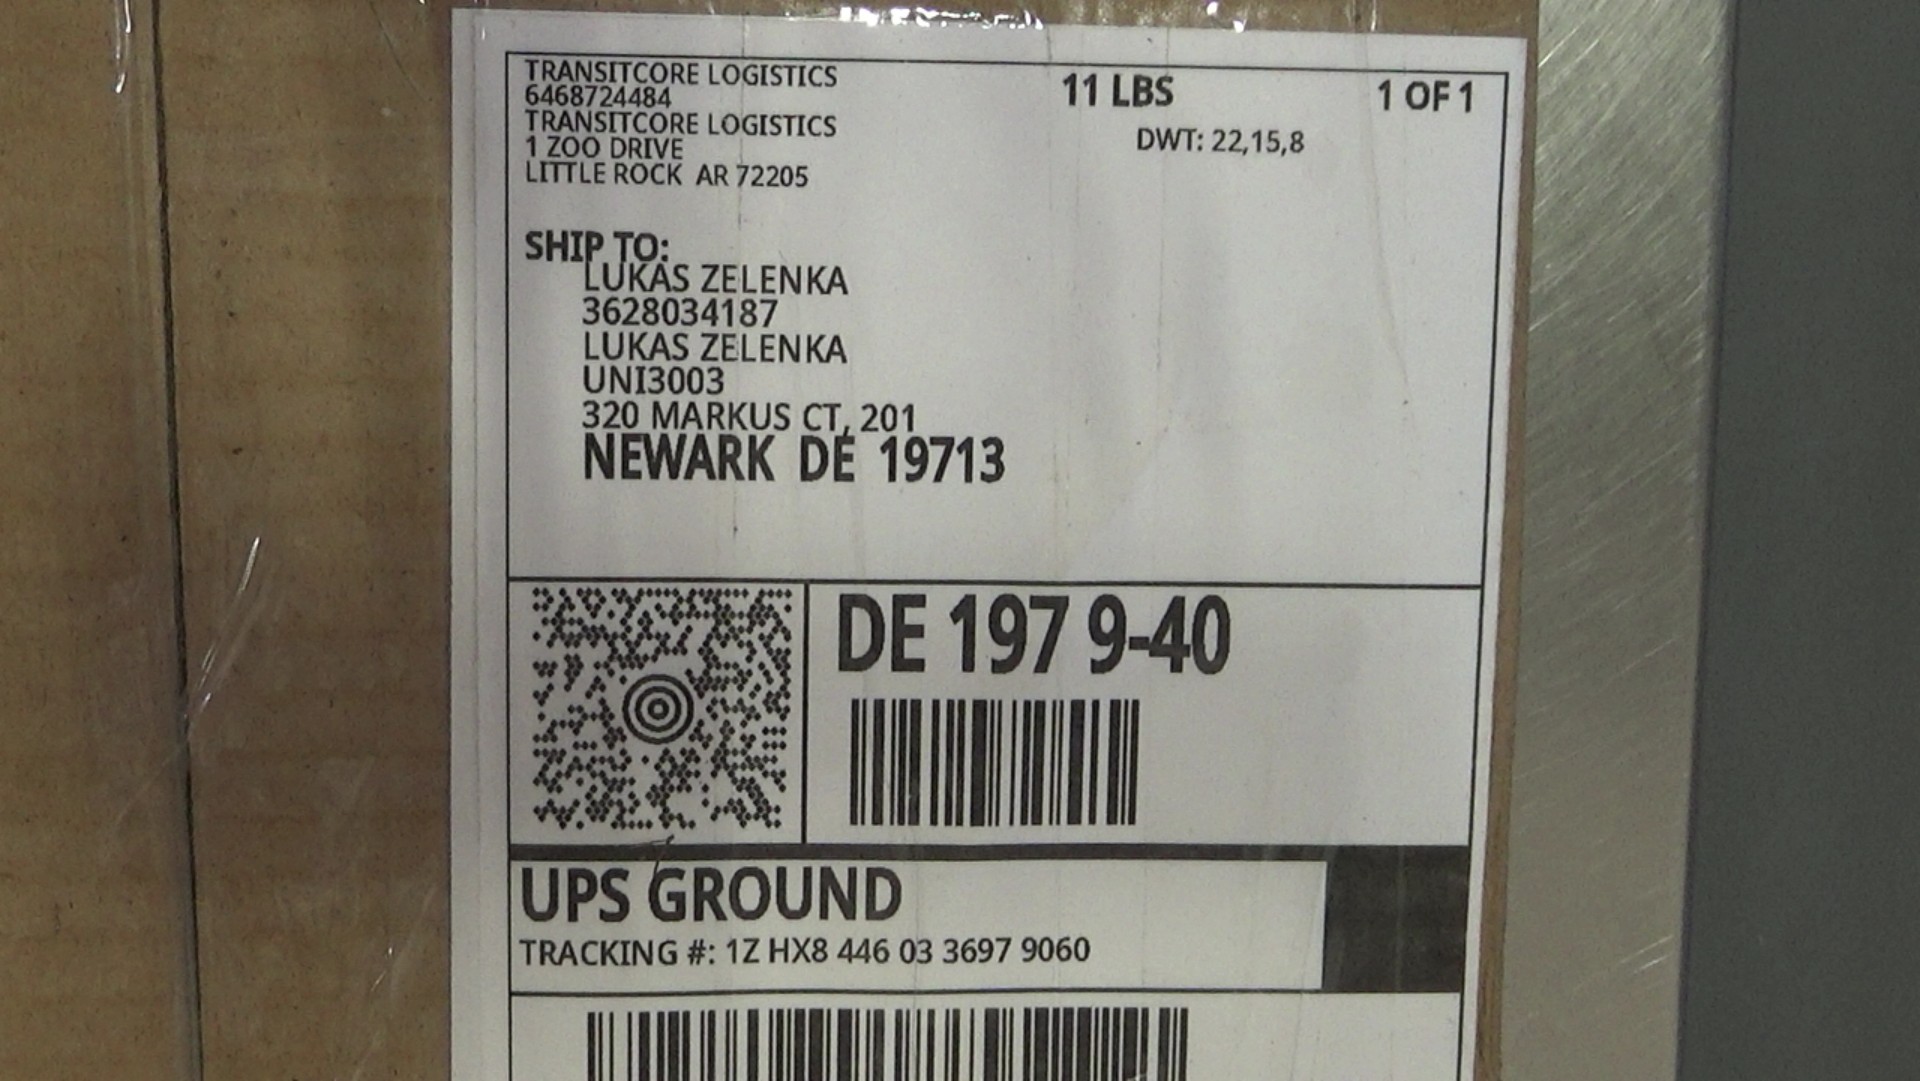 TRANSITCORE LOGISTICS
6468724484
TRANSITCORE LOGISTICS
1 ZOO DRIVE
LITTLE ROCK AR 72205
11 LBS
1 OF 1
DWT: 22,15,8
SHIP TO:
LUKAS ZELENKA
3628034187
LUKAS ZELENKA
UNI3003
320 MARKUS CT, 201
NEWARK DE 19713
DE 197 9-40
UPS GROUND
TRACKING #: 1Z HX8 446 03 3697 9060